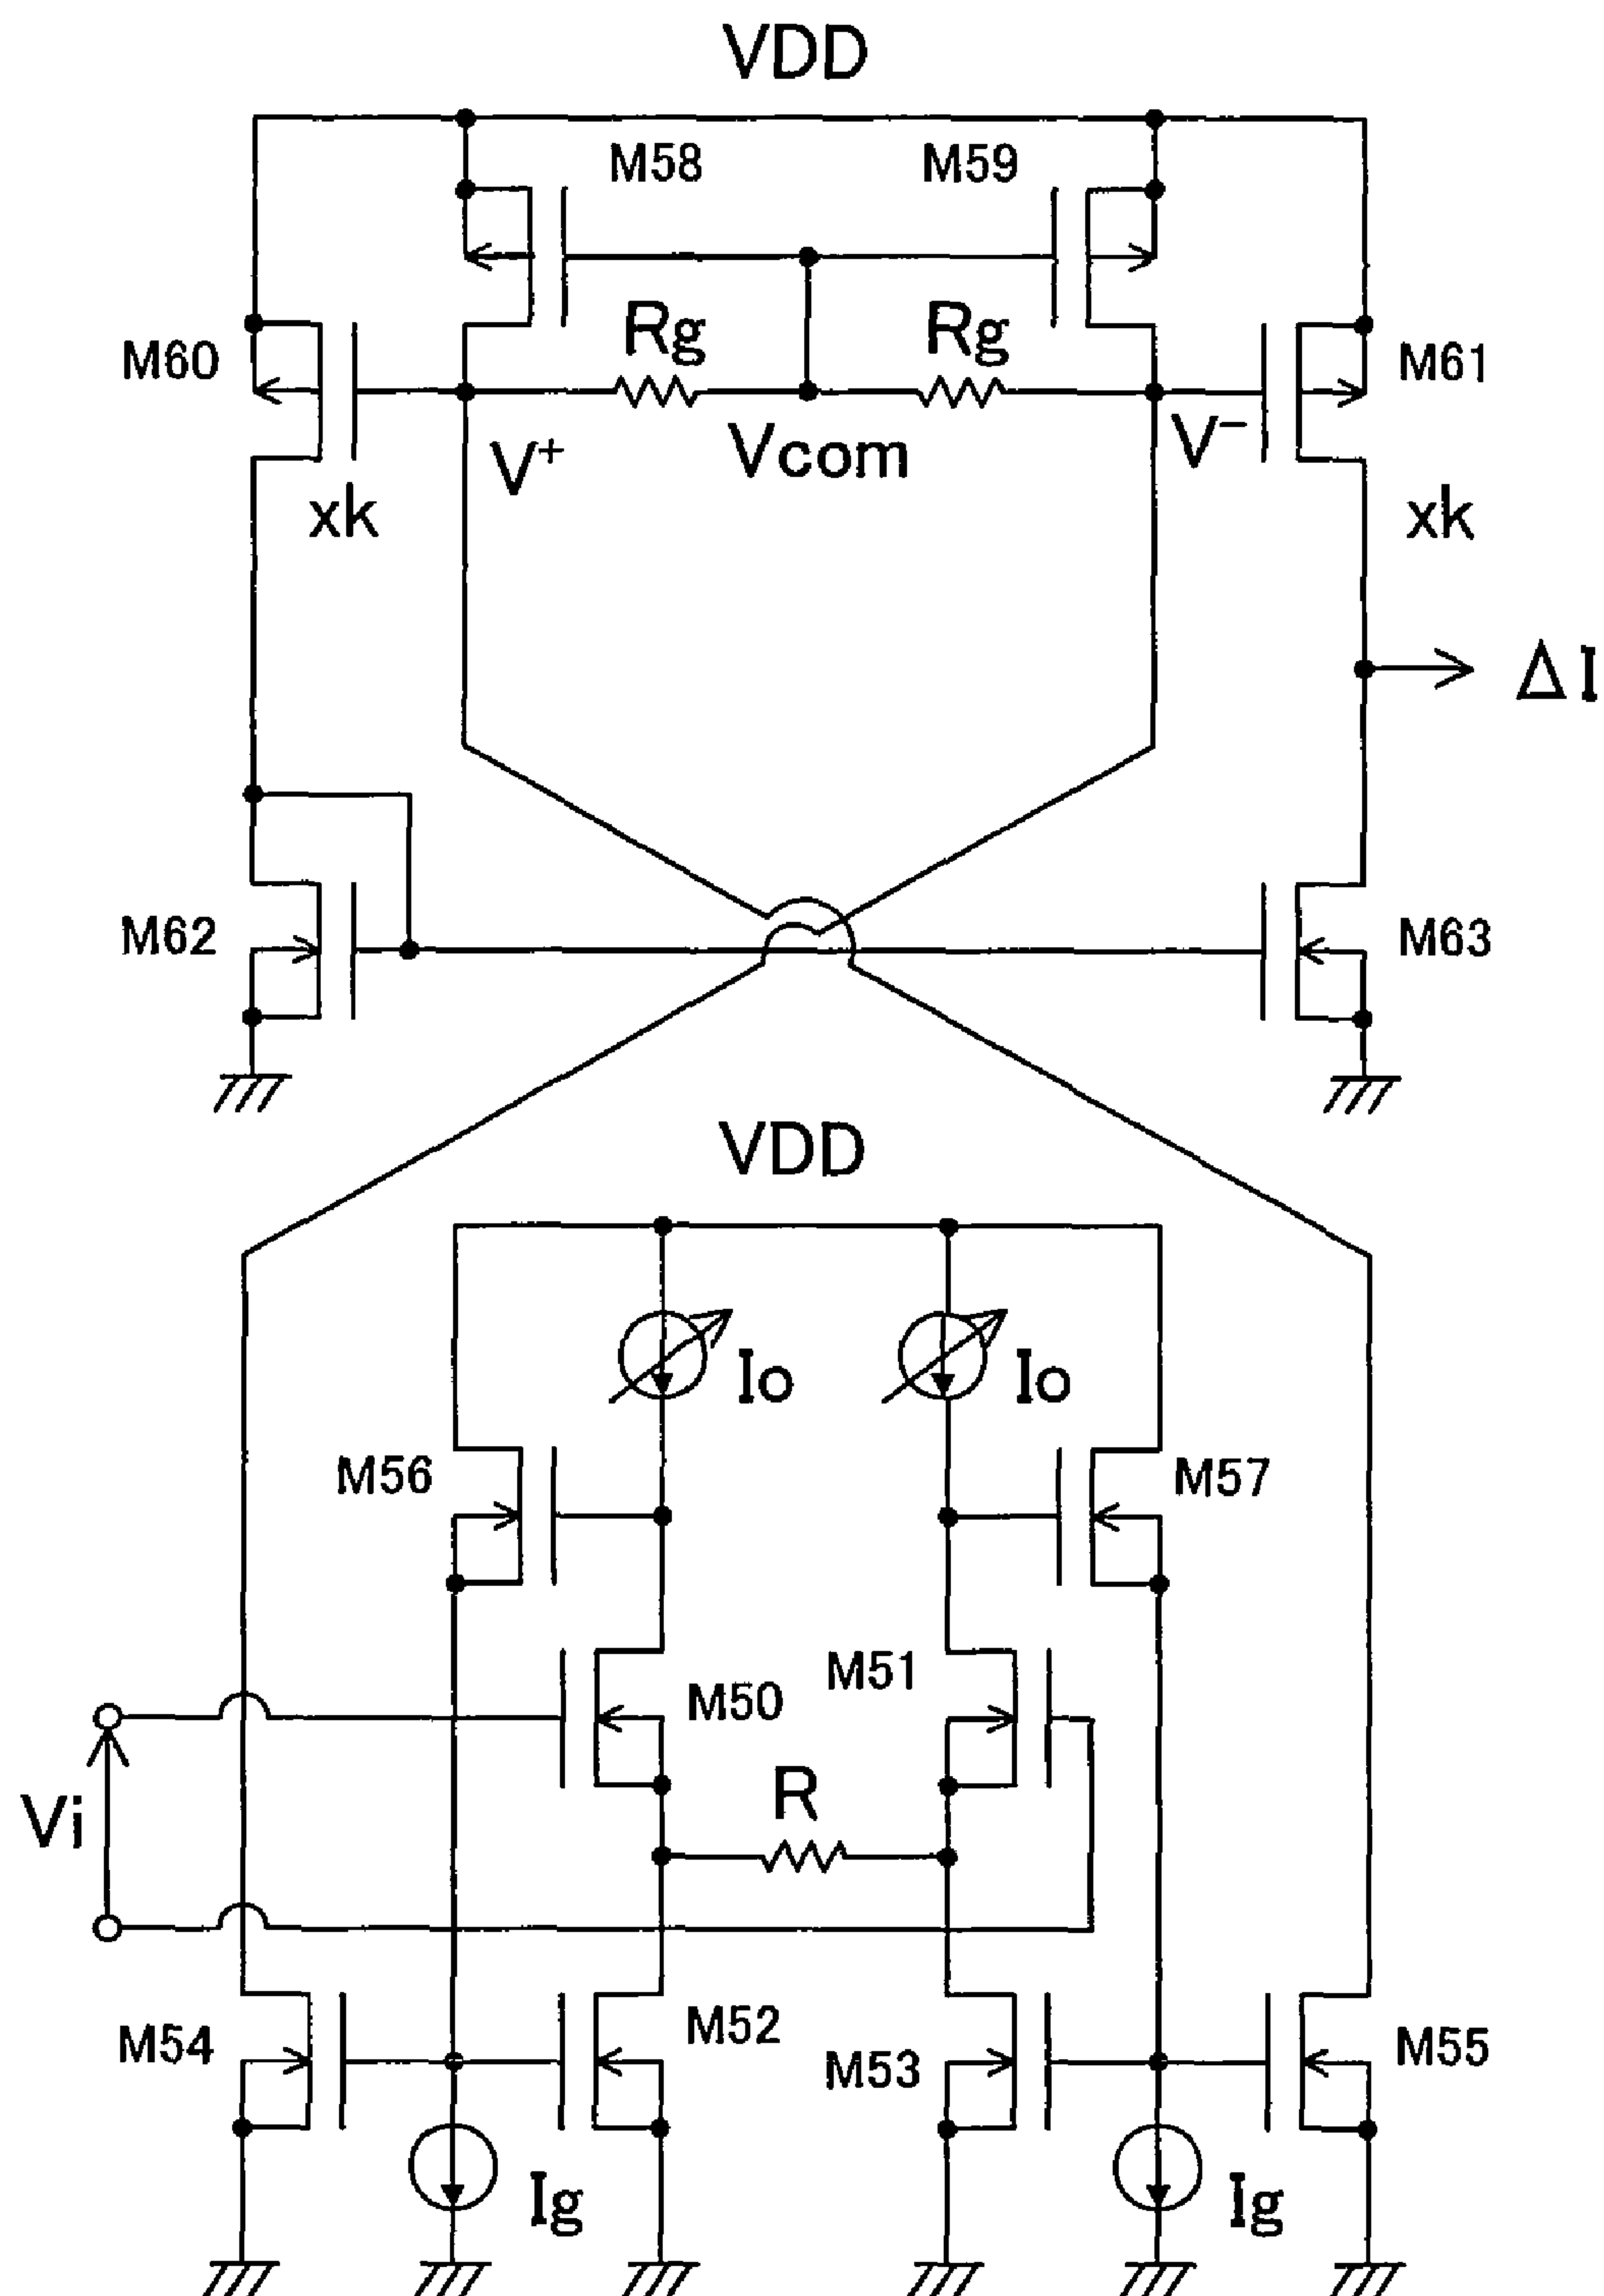 VDD
M58 M59
Rg Rg
M60 M61
V+ Vcom V−
xk xk
ΔI
M62 M63
VDD
Io Io
M56 M57
M50 M51
R
Vi
M54 M52 M53 M55
Ig Ig